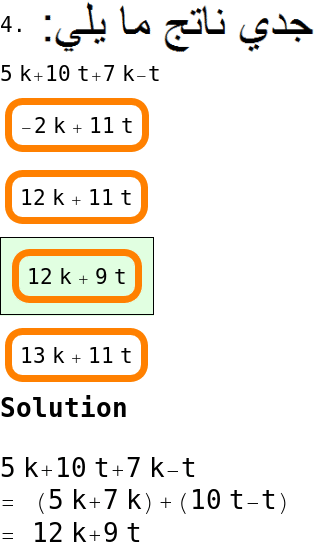 4. جدي ناتج ما يلي:
5 k+10 t+7 k−t
−2 k + 11 t
12 k + 11 t
12 k + 9 t
13 k + 11 t
Solution
5 k+10 t+7 k−t
= (5 k+7 k)+(10 t−t)
= 12 k+9 t